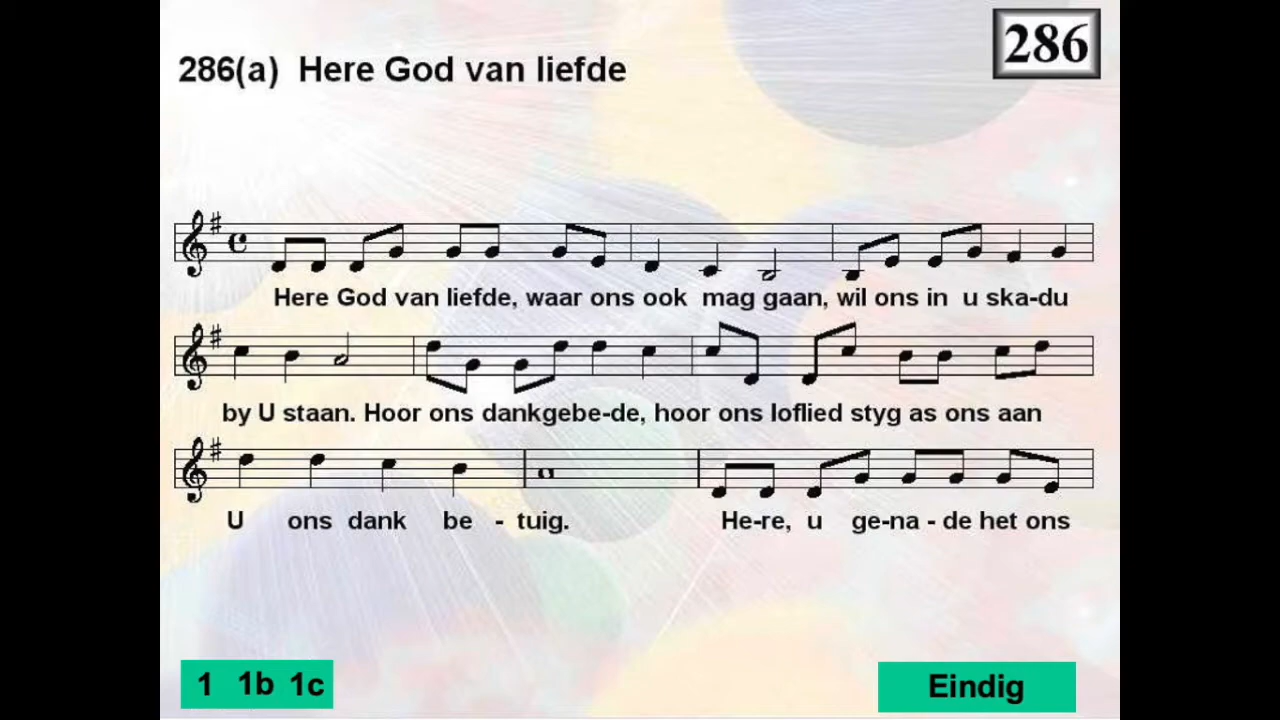 286
286(a) Here God van liefde
Here God van liefde, waar ons ook mag gaan, wil ons in u ska-du
by U staan. Hoor ons dankgebe-de, hoor ons loflied styg as ons aan
U ons dank be - tuig. He-re, u ge-na - de het ons
1 1b 1c
Eindig